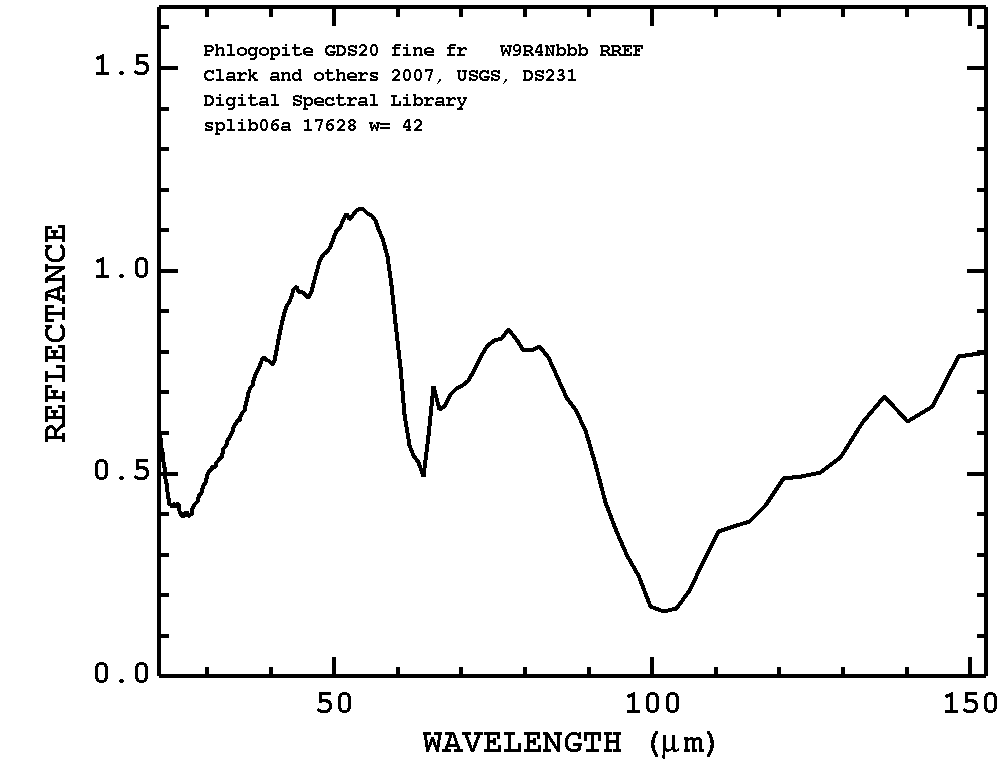 Phlogopite GDS20 fine fr W9R4Nbbb RREF
Clark and others 2007, USGS, DS231
Digital Spectral Library
splib06a 17628 w= 42
REFLECTANCE
1.5
1.0
0.5
0.0
50 100 150
WAVELENGTH (μm)